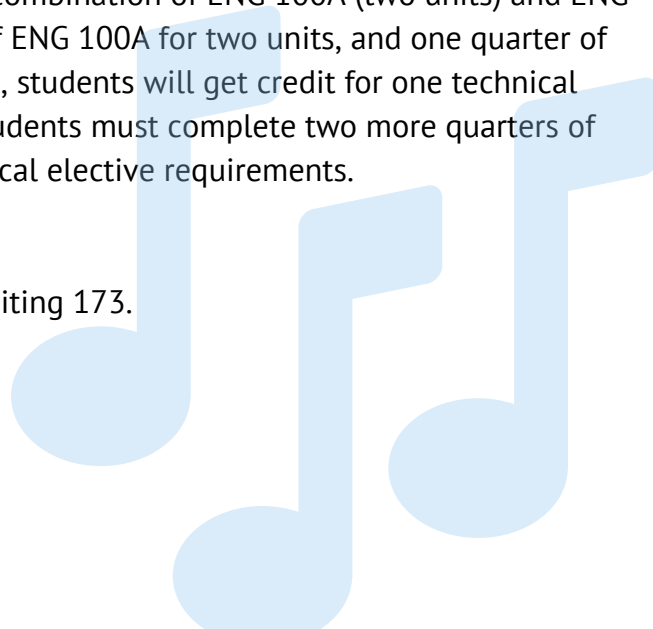 combination of ENG 100A (two units) and ENG
f ENG 100A for two units, and one quarter of
, students will get credit for one technical
udents must complete two more quarters of
cal elective requirements.
iting 173.